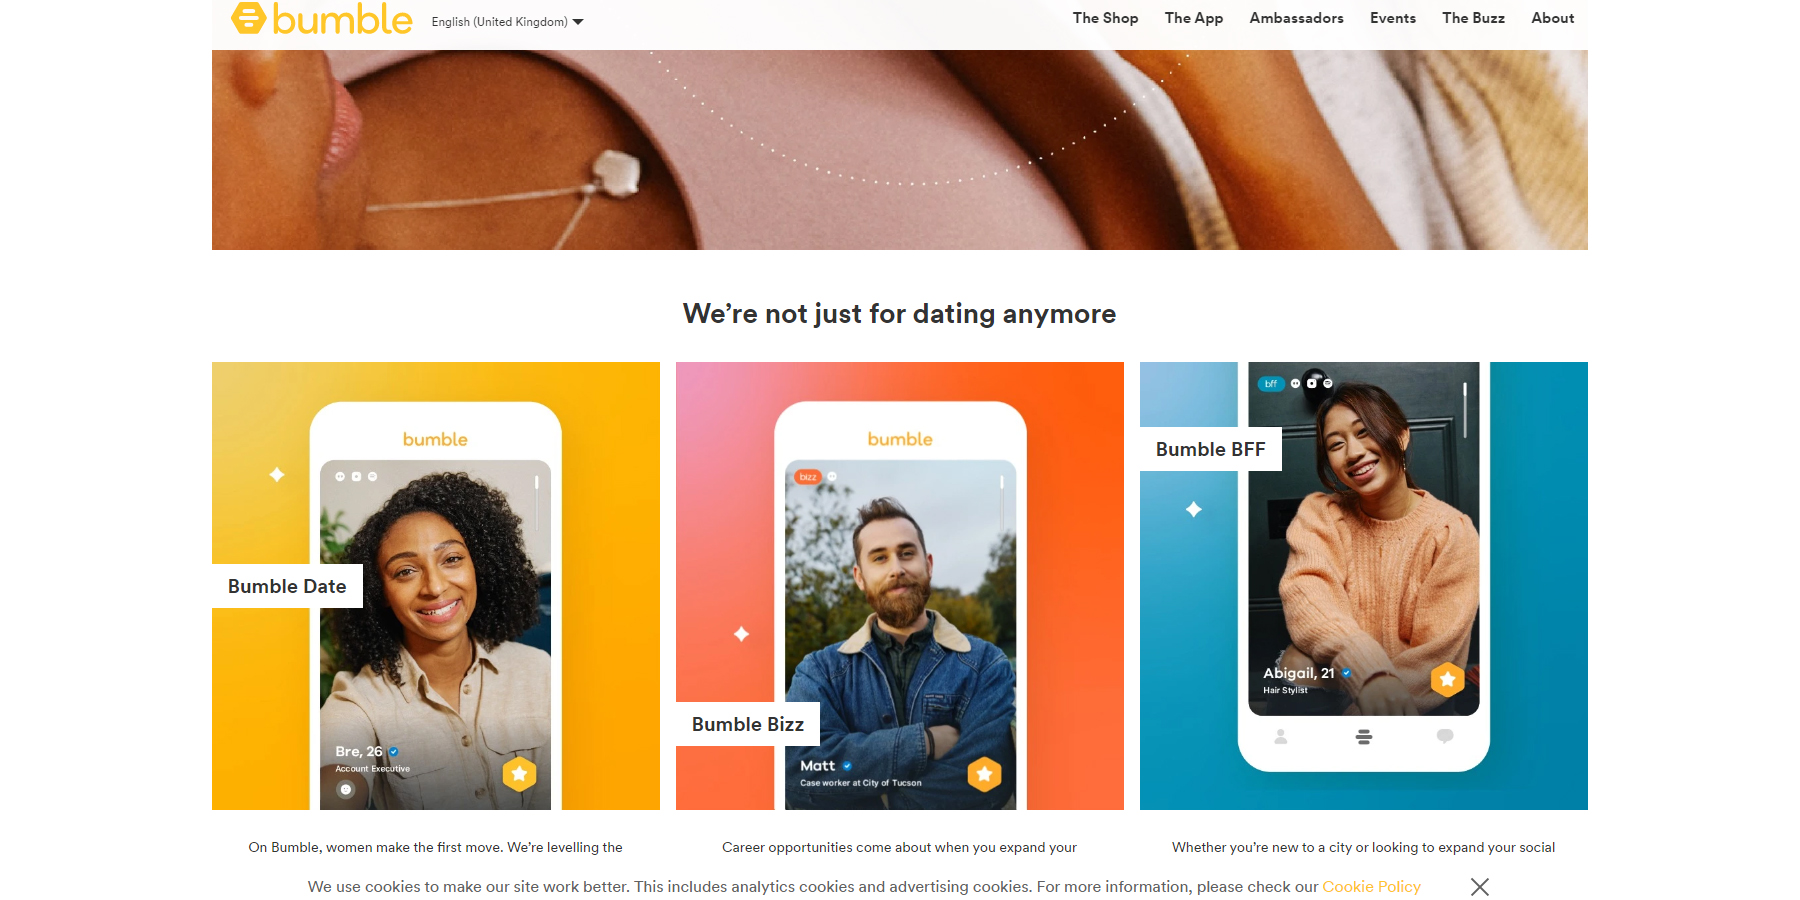 bumble
English (United Kingdom)
The Shop
The App
Ambassadors
Events
The Buzz
About
We’re not just for dating anymore
bumble
Bumble Date
Bre, 26
Account Executive
bumble
bizz
Bumble Bizz
Matt
Case worker at City of Tucson
bff
Bumble BFF
Abigail, 21
Hair Stylist
On Bumble, women make the first move. We’re levelling the
Career opportunities come about when you expand your
Whether you’re new to a city or looking to expand your social
We use cookies to make our site work better. This includes analytics cookies and advertising cookies. For more information, please check our Cookie Policy